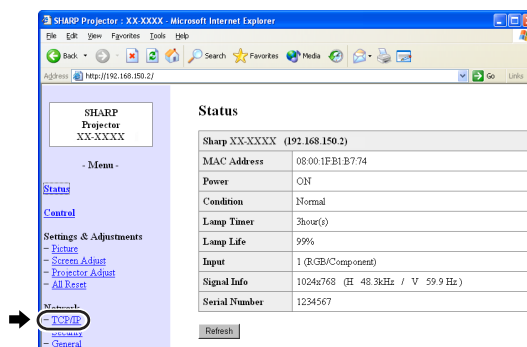 SHARP Projector : XX-XXXX - Microsoft Internet Explorer
File Edit View Favorites Tools Help
Back Search Favorites Media
Address http://192.168.150.2/ Go Links
SHARP
Projector
XX-XXXX
- Menu -
Status
Control
Settings & Adjustments
– Picture
– Screen Adjust
– Projector Adjust
– All Reset
Network
– TCP/IP
– Security
– General
Status
Sharp XX-XXXX (192.168.150.2)
MAC Address 08:00:1F:B1:B7:74
Power ON
Condition Normal
Lamp Timer 3hour(s)
Lamp Life 99%
Input 1 (RGB/Component)
Signal Info 1024x768 (H 48.3kHz / V 59.9 Hz )
Serial Number 1234567
Refresh